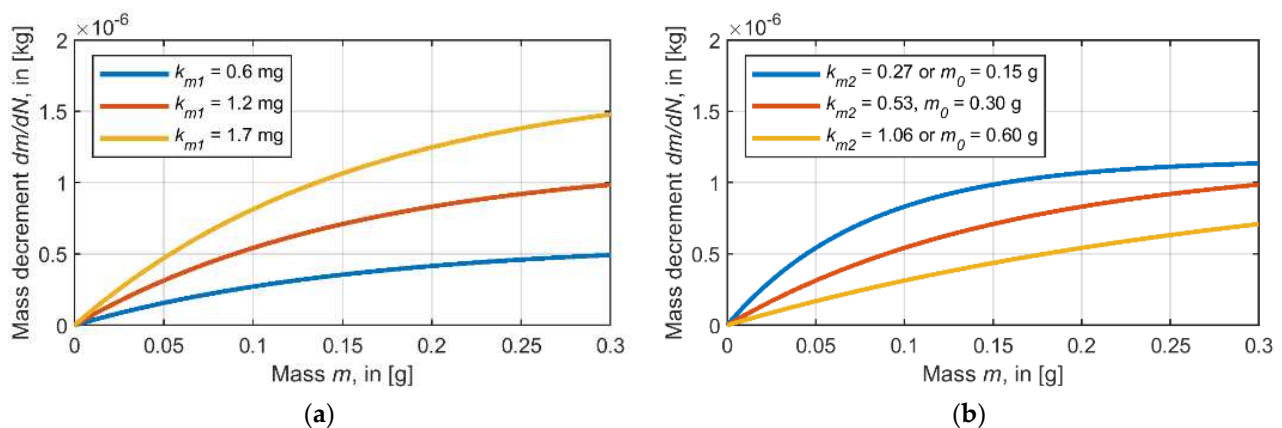 ×10^-6
Mass decrement dm/dN, in [kg]
2
1.5
1
0.5
0
k_m1 = 0.6 mg
k_m1 = 1.2 mg
k_m1 = 1.7 mg
0 0.05 0.1 0.15 0.2 0.25 0.3
Mass m, in [g]
(a)
×10^-6
Mass decrement dm/dN, in [kg]
2
1.5
1
0.5
0
k_m2 = 0.27 or m_0 = 0.15 g
k_m2 = 0.53, m_0 = 0.30 g
k_m2 = 1.06 or m_0 = 0.60 g
0 0.05 0.1 0.15 0.2 0.25 0.3
Mass m, in [g]
(b)